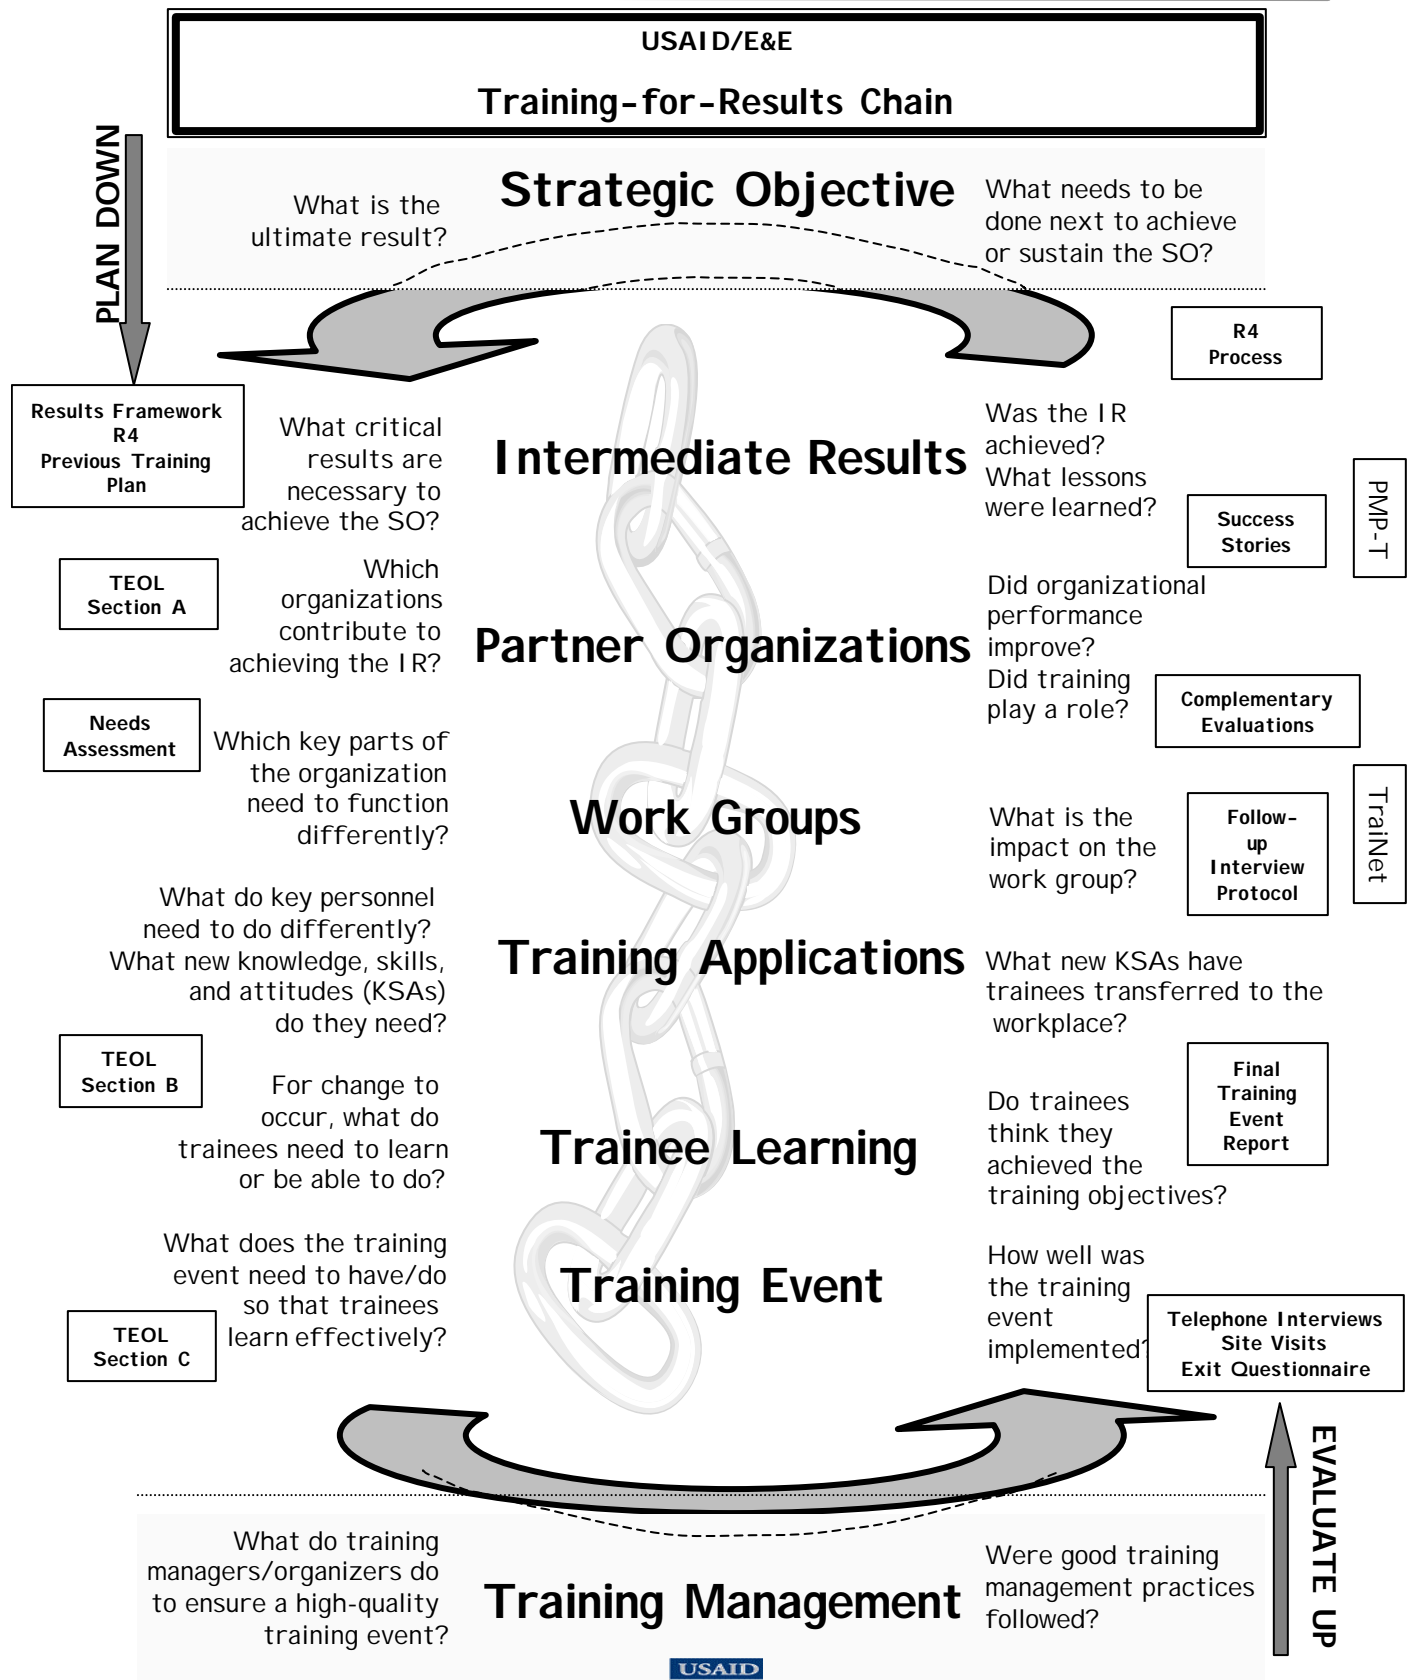 USAID/E&E
Training-for-Results Chain
PLAN DOWN
What is the
ultimate result?
Strategic Objective
What needs to be
done next to achieve
or sustain the SO?
R4
Process
Results Framework
R4
Previous Training
Plan
What critical
results are
necessary to
achieve the SO?
Intermediate Results
Was the IR
achieved?
What lessons
were learned?
Success
Stories
PMP-T
TEOL
Section A
Which
organizations
contribute to
achieving the IR?
Partner Organizations
Did organizational
performance
improve?
Did training
play a role?
Complementary
Evaluations
Needs
Assessment
Which key parts of
the organization
need to function
differently?
Work Groups
What is the
impact on the
work group?
Follow-
up
Interview
Protocol
TraiNet
What do key personnel
need to do differently?
What new knowledge, skills,
and attitudes (KSAs)
do they need?
Training Applications
What new KSAs have
trainees transferred to the
workplace?
TEOL
Section B
For change to
occur, what do
trainees need to learn
or be able to do?
Trainee Learning
Do trainees
think they
achieved the
training objectives?
Final
Training
Event
Report
What does the training
event need to have/do
so that trainees
learn effectively?
TEOL
Section C
Training Event
How well was
the training
event
implemented?
Telephone Interviews
Site Visits
Exit Questionnaire
EVALUATE UP
What do training
managers/organizers do
to ensure a high-quality
training event?
Training Management
Were good training
management practices
followed?
USAID